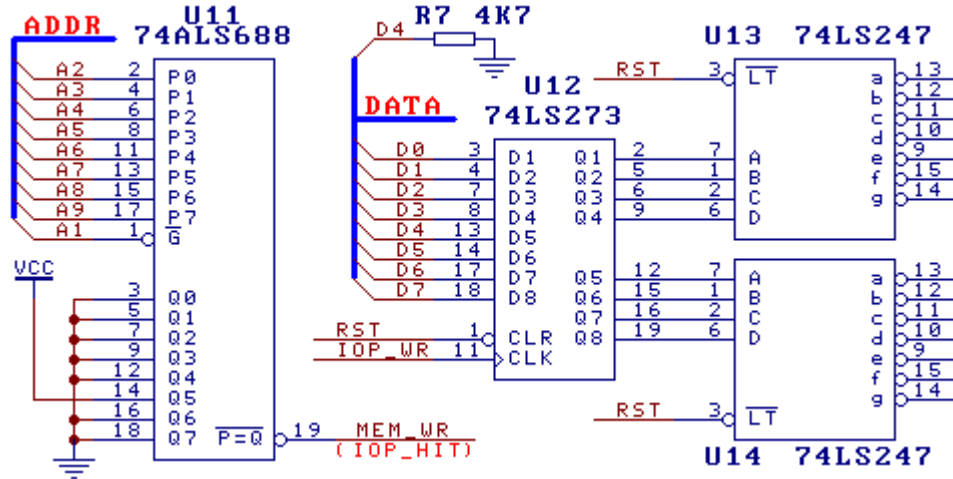 ADDR
U11
74ALS688
A2 2 P0
A3 4 P1
A4 6 P2
A5 8 P3
A6 11 P4
A7 13 P5
A8 15 P6
A9 17 P7
A1 1 G
VCC
3 Q0
5 Q1
7 Q2
9 Q3
12 Q4
14 Q5
16 Q6
18 Q7
P=Q 19 MEM_WR
(IOP_HIT)
D4 R7 4K7
DATA
U12
74LS273
D0 3 D1 Q1 2
D1 4 D2 Q2 5
D2 7 D3 Q3 6
D3 8 D4 Q4 9
D4 13 D5
D5 14 D6
D6 17 D7 Q5 12
D7 18 D8 Q6 15
Q7 16
Q8 19
RST 1 CLR
IOP_WR 11 CLK
U13 74LS247
RST 3 LT a 13
b 12
c 11
d 10
7 A e 9
1 B f 15
2 C g 14
6 D
7 A a 13
1 B b 12
2 C c 11
6 D d 10
e 9
f 15
g 14
RST 3 LT
U14 74LS247